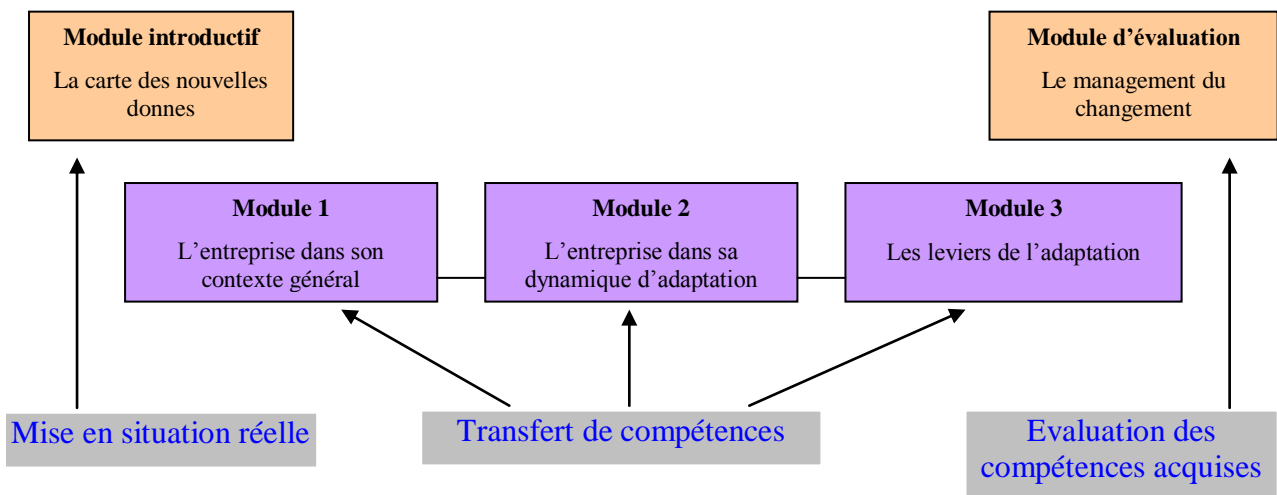 Module introductif
La carte des nouvelles
donnes
Module d’évaluation
Le management du
changement
Module 1
L’entreprise dans son
contexte général
Module 2
L’entreprise dans sa
dynamique d’adaptation
Module 3
Les leviers de l’adaptation
Mise en situation réelle
Transfert de compétences
Evaluation des
compétences acquises